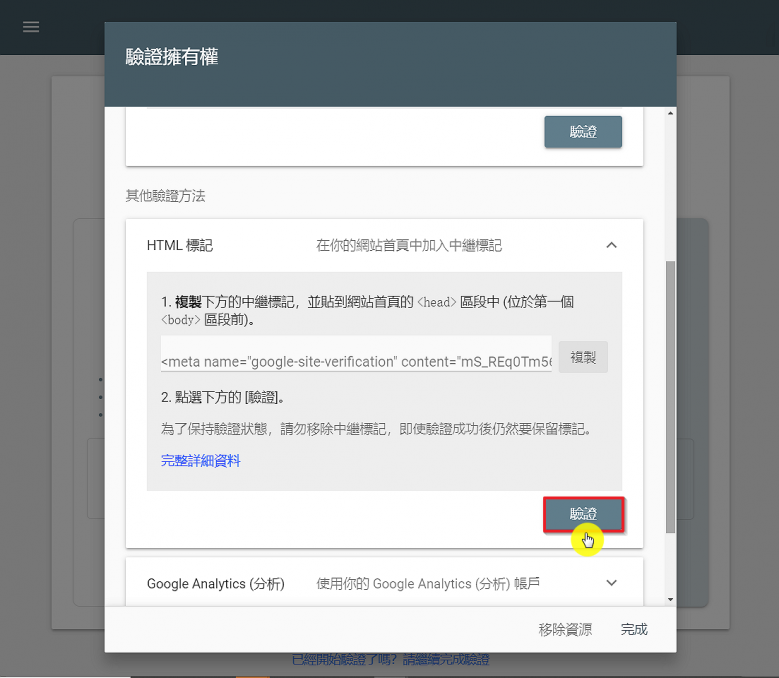 驗證擁有權
驗證
其他驗證方法
HTML 標記 在你的網站首頁中加入中繼標記
1. 複製下方的中繼標記，並貼到網站首頁的 <head> 區段中 (位於第一個
<body> 區段前)。
<meta name="google-site-verification" content="mS_REq0Tm5
複製
2. 點選下方的 [驗證]。
為了保持驗證狀態，請勿移除中繼標記，即使驗證成功後仍然要保留標記。
完整詳細資料
驗證
Google Analytics (分析) 使用你的 Google Analytics (分析) 帳戶
移除資源 完成
已經開始驗證了嗎？請繼續完成驗證